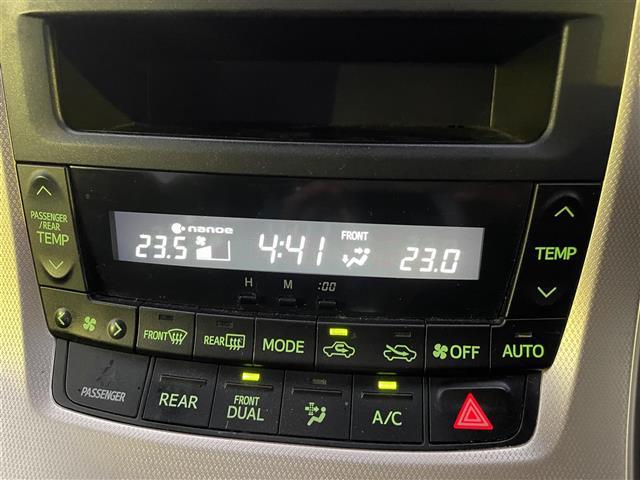 nanoe
PASSENGER
/REAR
TEMP
23.5
4:41
FRONT
23.0
TEMP
H
M
:00
FRONT
REAR
MODE
OFF
AUTO
PASSENGER
REAR
FRONT
DUAL
A/C